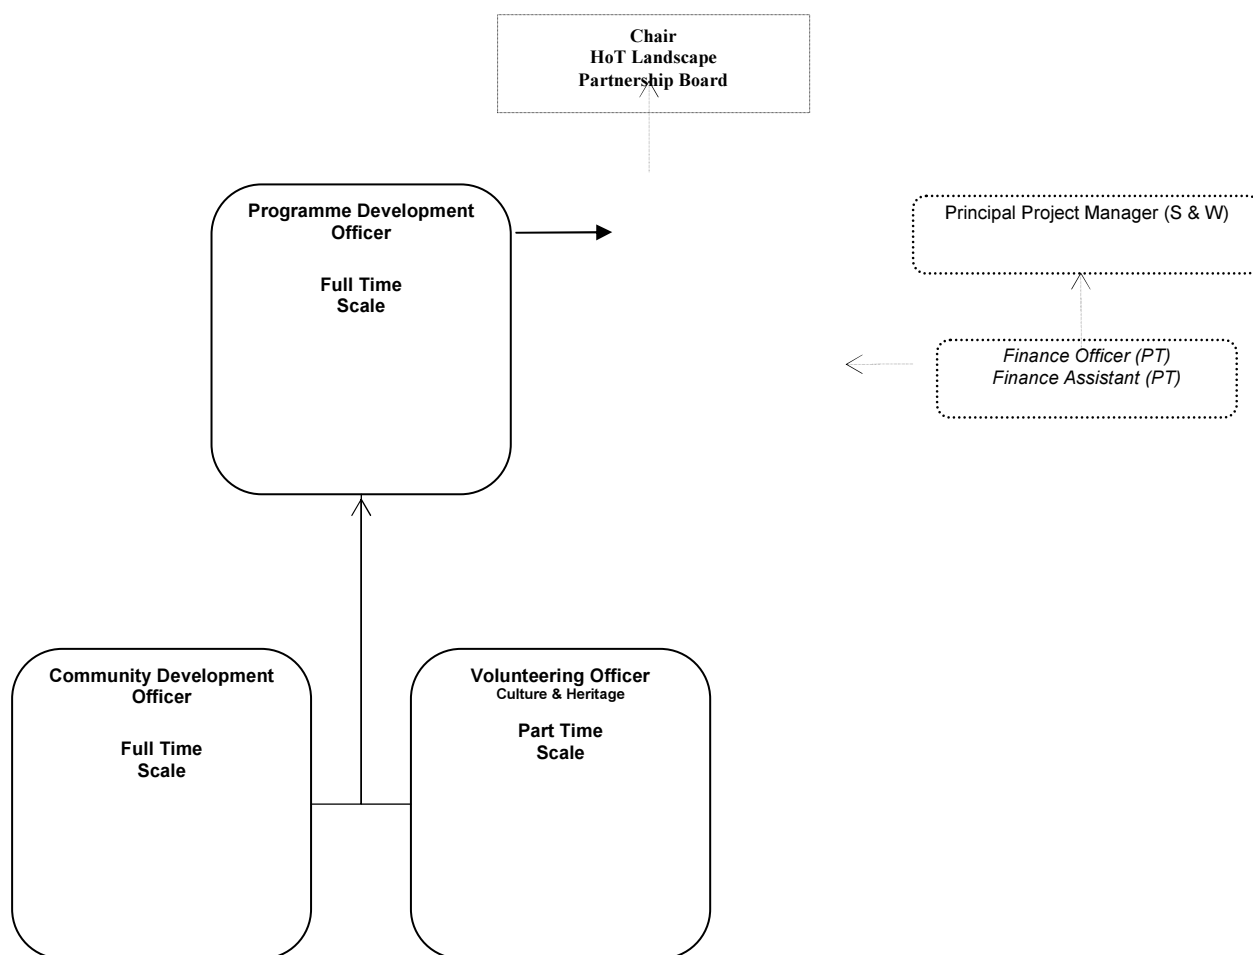 Chair
HoT Landscape
Partnership Board
Programme Development
Officer
Full Time
Scale
Principal Project Manager (S & W)
Finance Officer (PT)
Finance Assistant (PT)
Community Development
Officer
Full Time
Scale
Volunteering Officer
Culture & Heritage
Part Time
Scale